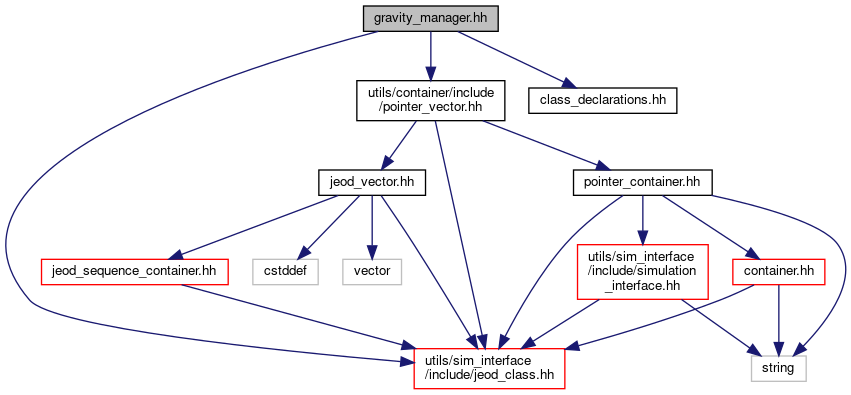 gravity_manager.hh
utils/container/include
/pointer_vector.hh
class_declarations.hh
jeod_vector.hh
pointer_container.hh
jeod_sequence_container.hh
cstddef
vector
utils/sim_interface
/include/simulation
_interface.hh
container.hh
utils/sim_interface
/include/jeod_class.hh
string